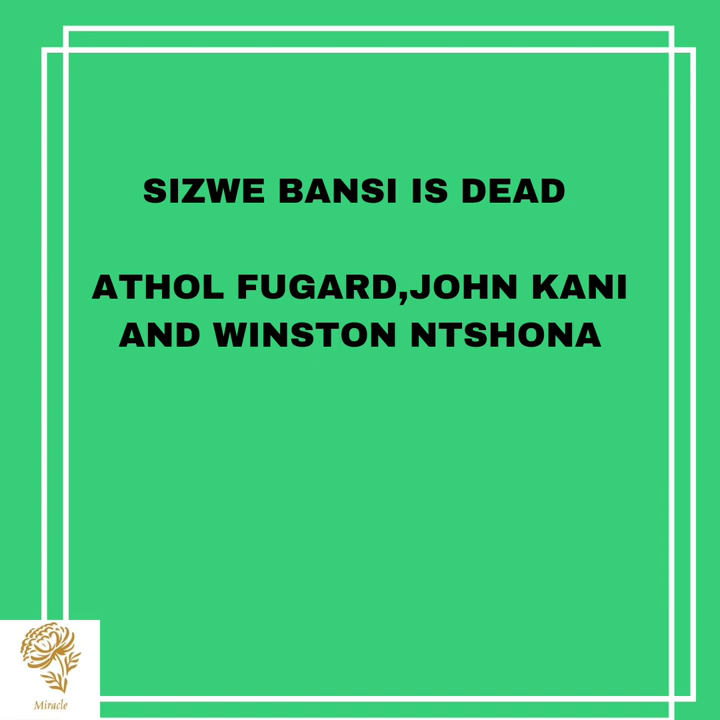 SIZWE BANSI IS DEAD
ATHOL FUGARD,JOHN KANI
AND WINSTON NTSHONA
Miracle